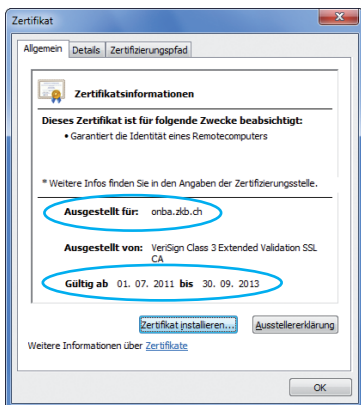 Zertifikat
Allgemein Details Zertifizierungspfad
Zertifikatsinformationen
Dieses Zertifikat ist für folgende Zwecke beabsichtigt:
• Garantiert die Identität eines Remotecomputers
* Weitere Infos finden Sie in den Angaben der Zertifizierungsstelle.
Ausgestellt für: onba.zkb.ch
Ausgestellt von: VeriSign Class 3 Extended Validation SSL
CA
Gültig ab 01. 07. 2011 bis 30. 09. 2013
Zertifikat installieren... Ausstellererklärung
Weitere Informationen über Zertifikate
OK